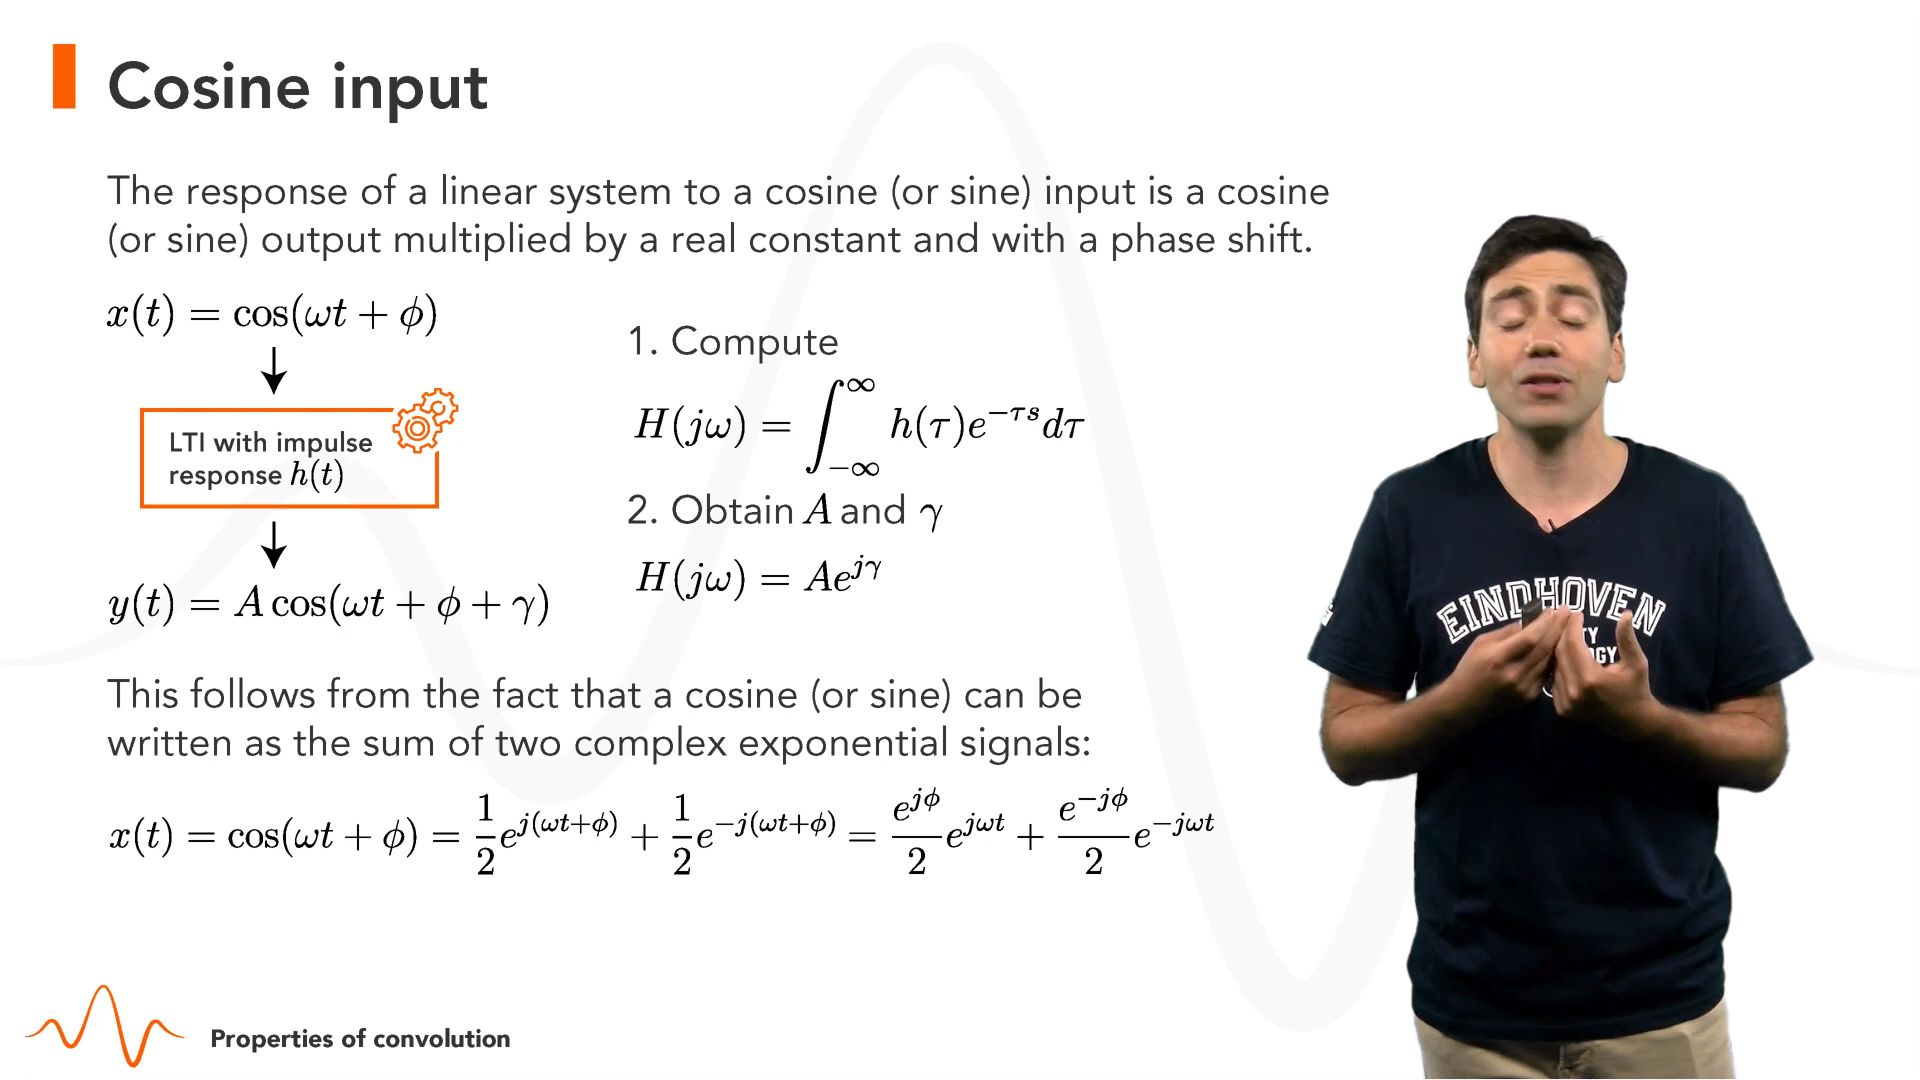 Cosine input
The response of a linear system to a cosine (or sine) input is a cosine
(or sine) output multiplied by a real constant and with a phase shift.
x(t) = cos(ωt + ϕ)
LTI with impulse
response h(t)
y(t) = A cos(ωt + ϕ + γ)
1. Compute
H(jω) = ∫_{−∞}^{∞} h(τ)e^{−τs}dτ
2. Obtain A and γ
H(jω) = Ae^{jγ}
This follows from the fact that a cosine (or sine) can be
written as the sum of two complex exponential signals:
x(t) = cos(ωt + ϕ) = \frac{1}{2}e^{j(ωt+ϕ)} + \frac{1}{2}e^{−j(ωt+ϕ)} = \frac{e^{jϕ}}{2}e^{jωt} + \frac{e^{−jϕ}}{2}e^{−jωt}
EINDHOVEN
Properties of convolution